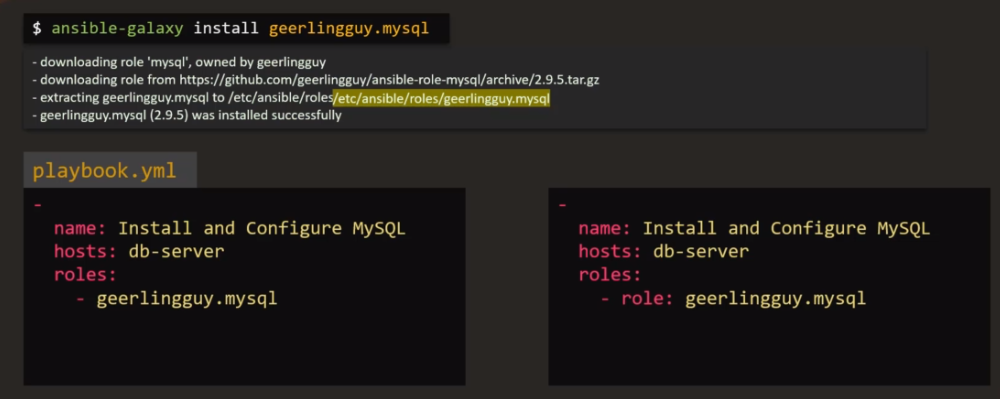 $ ansible-galaxy install geerlingguy.mysql
- downloading role 'mysql', owned by geerlingguy
- downloading role from https://github.com/geerlingguy/ansible-role-mysql/archive/2.9.5.tar.gz
- extracting geerlingguy.mysql to /etc/ansible/roles/etc/ansible/roles/geerlingguy.mysql
- geerlingguy.mysql (2.9.5) was installed successfully
playbook.yml
-
name: Install and Configure MySQL
hosts: db-server
roles:
- geerlingguy.mysql
-
name: Install and Configure MySQL
hosts: db-server
roles:
- role: geerlingguy.mysql